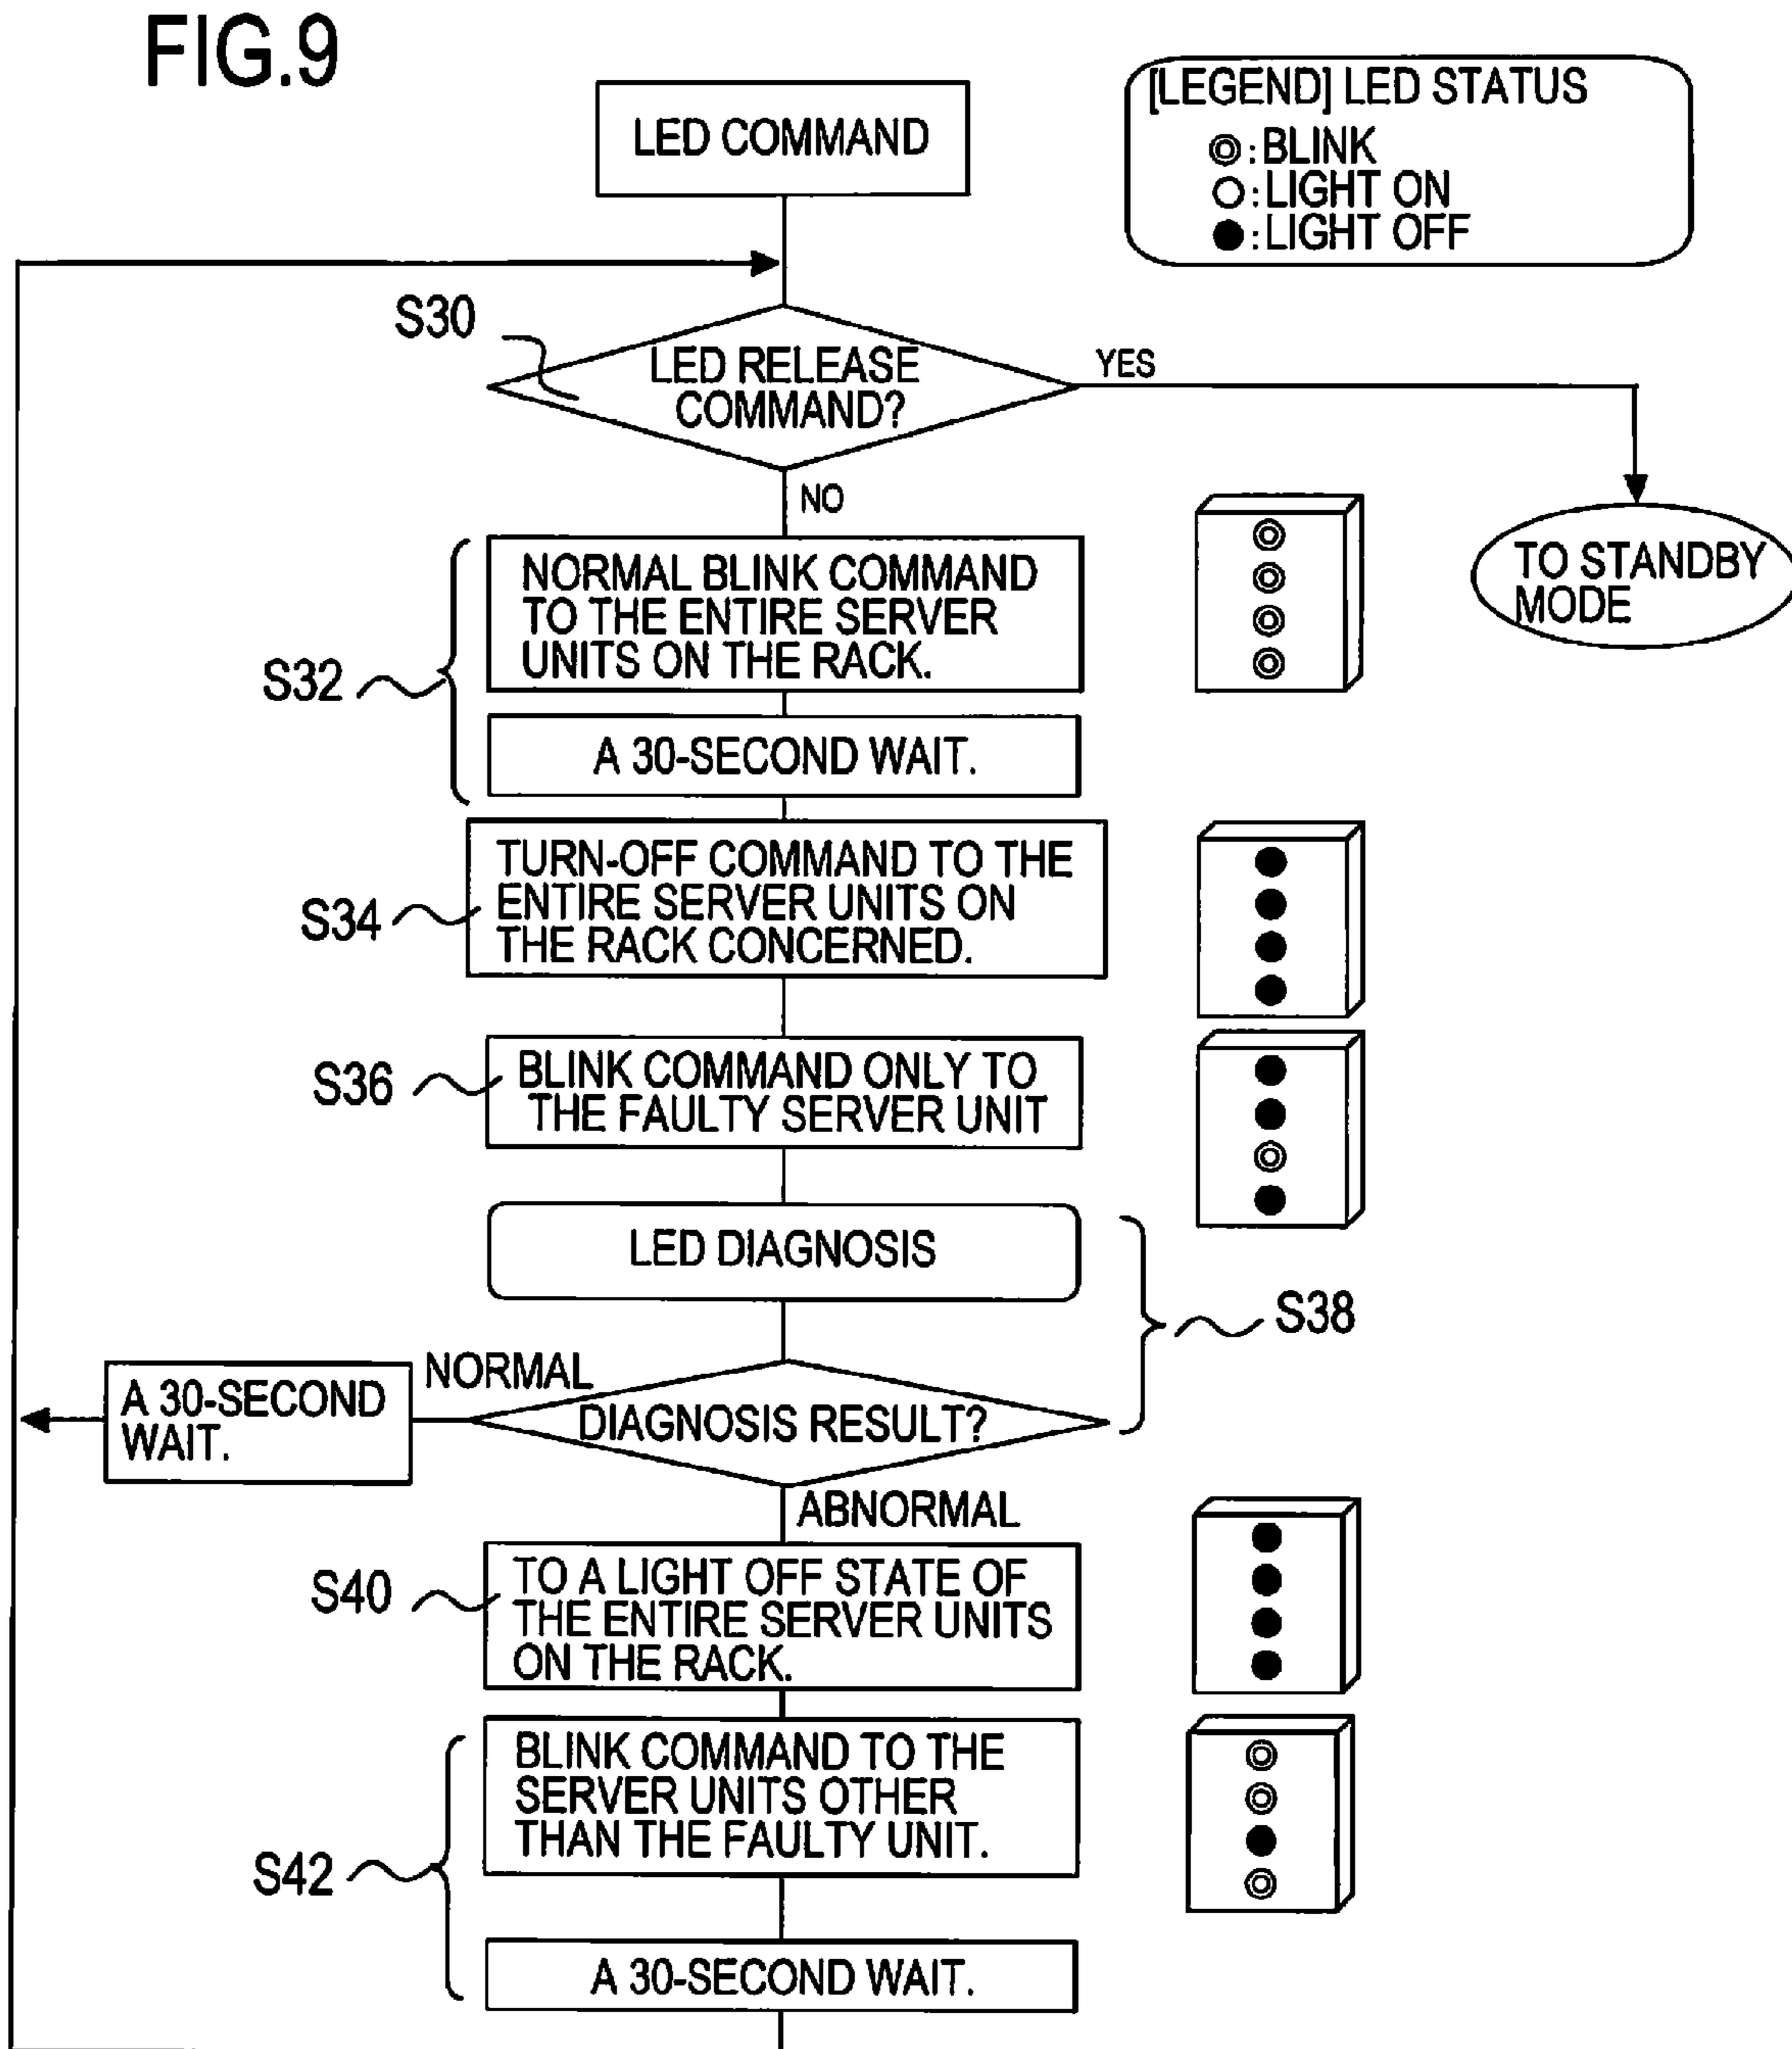 FIG.9
LED COMMAND
[LEGEND] LED STATUS
◎: BLINK
○: LIGHT ON
●: LIGHT OFF
S30
LED RELEASE
COMMAND?
YES
NO
TO STANDBY
MODE
S32
NORMAL BLINK COMMAND
TO THE ENTIRE SERVER
UNITS ON THE RACK.
A 30-SECOND WAIT.
S34
TURN-OFF COMMAND TO THE
ENTIRE SERVER UNITS ON
THE RACK CONCERNED.
S36
BLINK COMMAND ONLY TO
THE FAULTY SERVER UNIT
LED DIAGNOSIS
S38
NORMAL
A 30-SECOND
WAIT.
DIAGNOSIS RESULT?
ABNORMAL
S40
TO A LIGHT OFF STATE OF
THE ENTIRE SERVER UNITS
ON THE RACK.
S42
BLINK COMMAND TO THE
SERVER UNITS OTHER
THAN THE FAULTY UNIT.
A 30-SECOND WAIT.